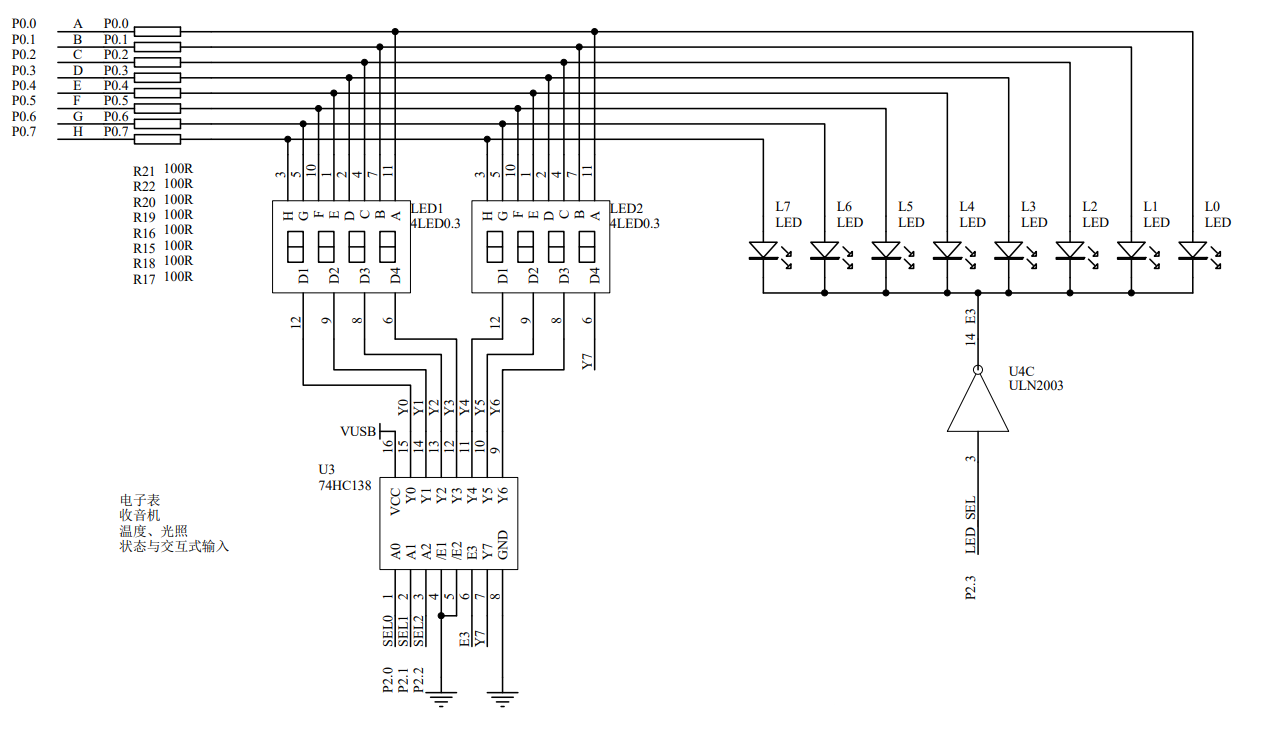 P0.0 A P0.0
P0.1 B P0.1
P0.2 C P0.2
P0.3 D P0.3
P0.4 E P0.4
P0.5 F P0.5
P0.6 G P0.6
P0.7 H P0.7
R21 100R
R22 100R
R20 100R
R19 100R
R16 100R
R15 100R
R18 100R
R17 100R
3 5 10 1 2 4 7 11
H G F E D C B A
D1 D2 D3 D4
LED1
4LED0.3
12 9 8 6
3 5 10 1 2 4 7 11
H G F E D C B A
D1 D2 D3 D4
LED2
4LED0.3
12 9 8 6
Y7
L7
LED
L6
LED
L5
LED
L4
LED
L3
LED
L2
LED
L1
LED
L0
LED
14 E3
U4C
ULN2003
3
LED SEL
P2.3
Y0 Y1 Y2 Y3 Y4 Y5 Y6
VUSB
16 15 14 13 12 11 10 9
U3
74HC138
VCC Y0 Y1 Y2 Y3 Y4 Y5 Y6
A0 A1 A2 /E1 /E2 E3 Y7 GND
1 2 3 4 5 6 7 8
SEL0 SEL1 SEL2 E3 Y7
P2.0 P2.1 P2.2
电子表
收音机
温度、光照
状态与交互式输入